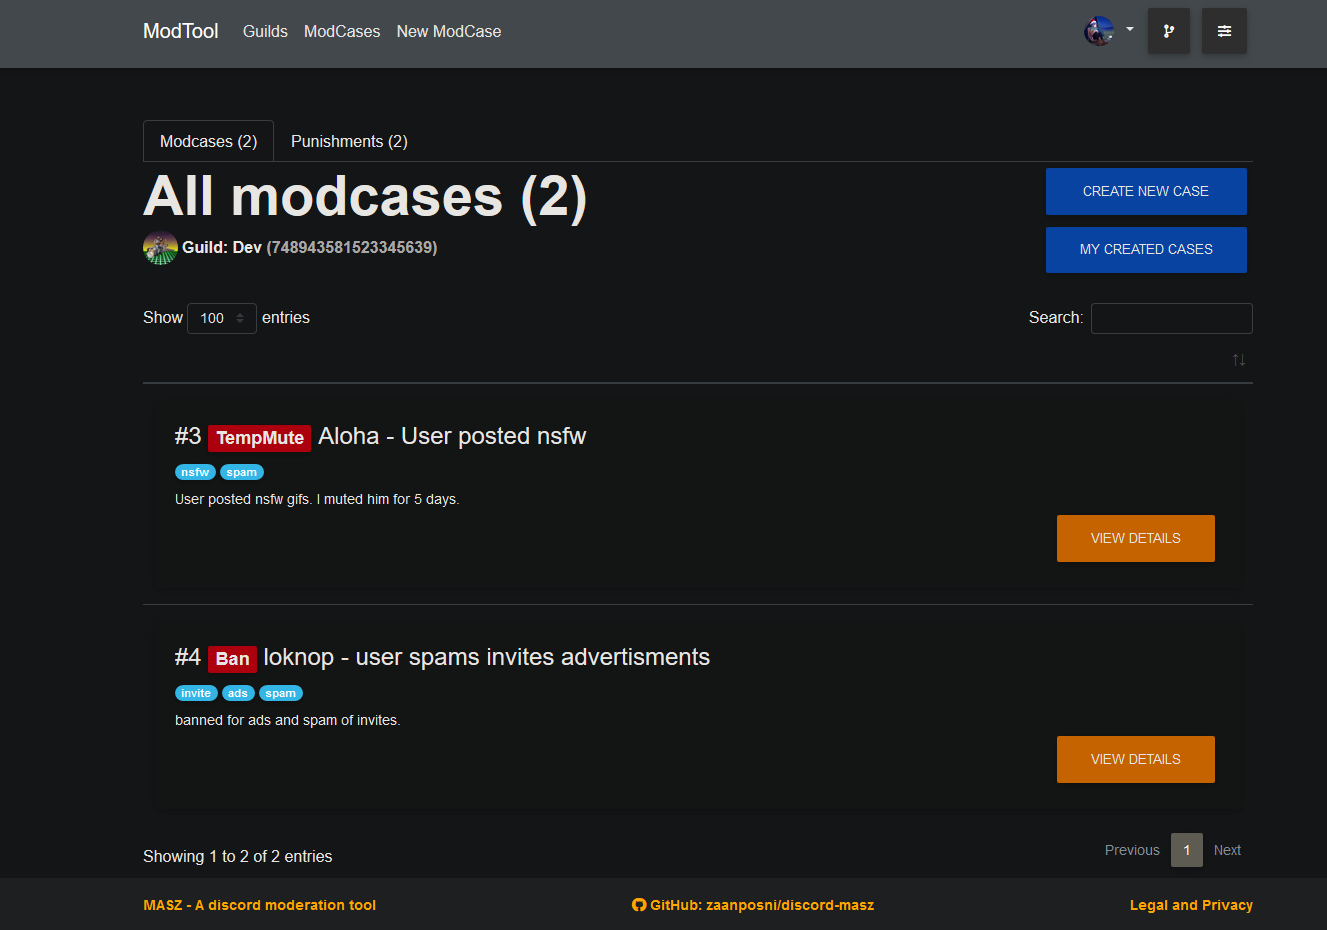 ModTool Guilds ModCases New ModCase
Modcases (2) Punishments (2)
All modcases (2)
CREATE NEW CASE
Guild: Dev (748943581523345639)
MY CREATED CASES
Show 100 entries Search:
#3 TempMute Aloha - User posted nsfw
nsfw spam
User posted nsfw gifs. I muted him for 5 days.
VIEW DETAILS
#4 Ban loknop - user spams invites advertisments
invite ads spam
banned for ads and spam of invites.
VIEW DETAILS
Showing 1 to 2 of 2 entries Previous 1 Next
MASZ - A discord moderation tool GitHub: zaanposni/discord-masz Legal and Privacy